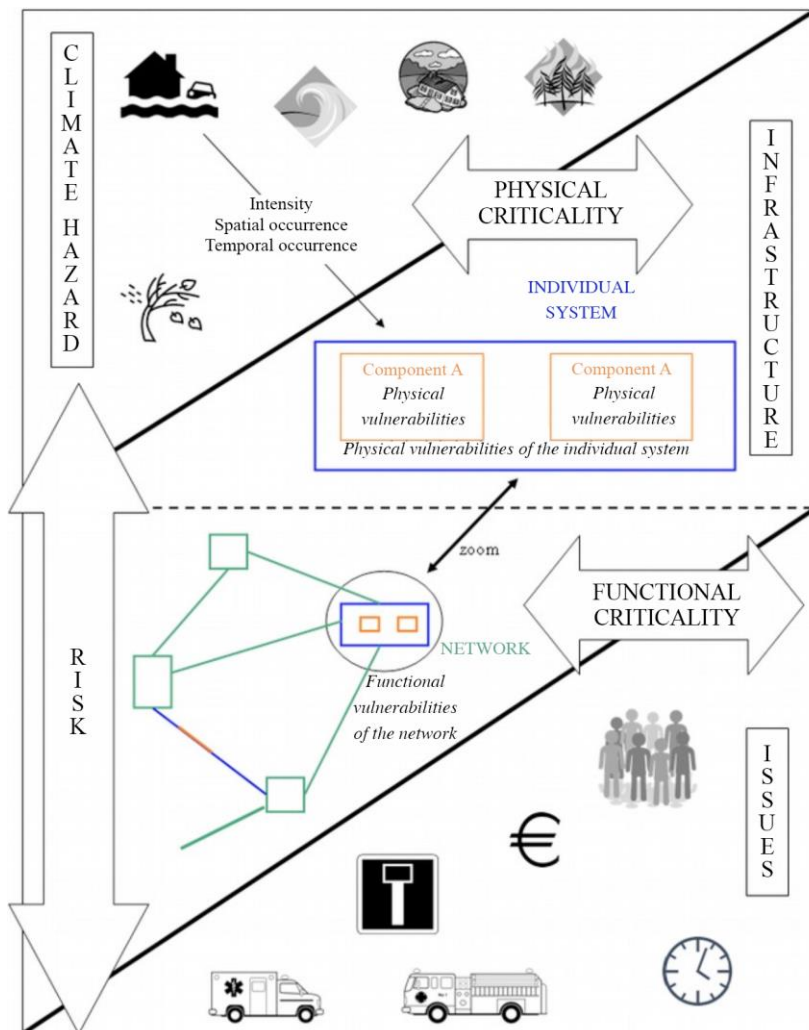 CLIMATE HAZARD
Intensity
Spatial occurrence
Temporal occurrence
PHYSICAL
CRITICALITY
INFRASTRUCTURE
INDIVIDUAL
SYSTEM
Component A
Physical
vulnerabilities
Component A
Physical
vulnerabilities
Physical vulnerabilities of the individual system
zoom
FUNCTIONAL
CRITICALITY
NETWORK
Functional
vulnerabilities
of the network
RISK
ISSUES
€